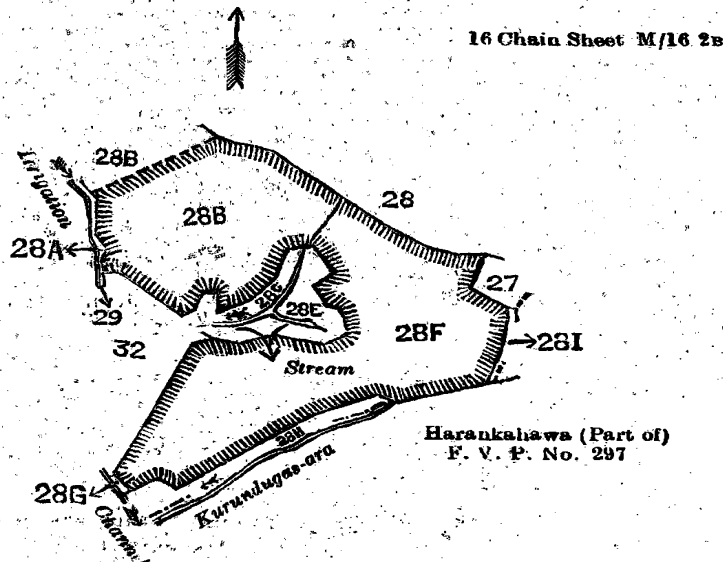 16 Chain Sheet M/16 2B
28B
Irrigation
28B
28
28A
27
28C
28E
29
32
28F
28I
Stream
28H
Harankahawa (Part of)
F. V. P. No. 297
28G
Kurundugas-ara